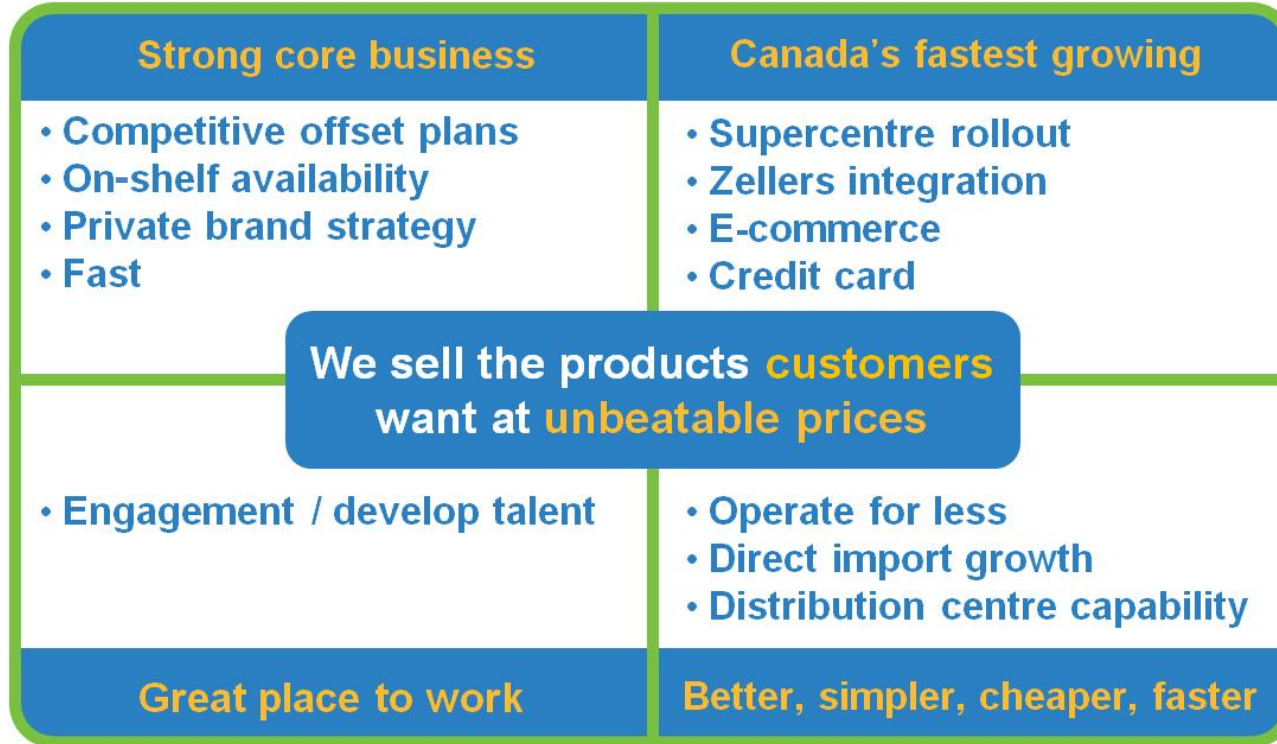 Strong core business
• Competitive offset plans
• On-shelf availability
• Private brand strategy
• Fast
Canada's fastest growing
• Supercentre rollout
• Zellers integration
• E-commerce
• Credit card
We sell the products customers
want at unbeatable prices
• Engagement / develop talent
Great place to work
• Operate for less
• Direct import growth
• Distribution centre capability
Better, simpler, cheaper, faster